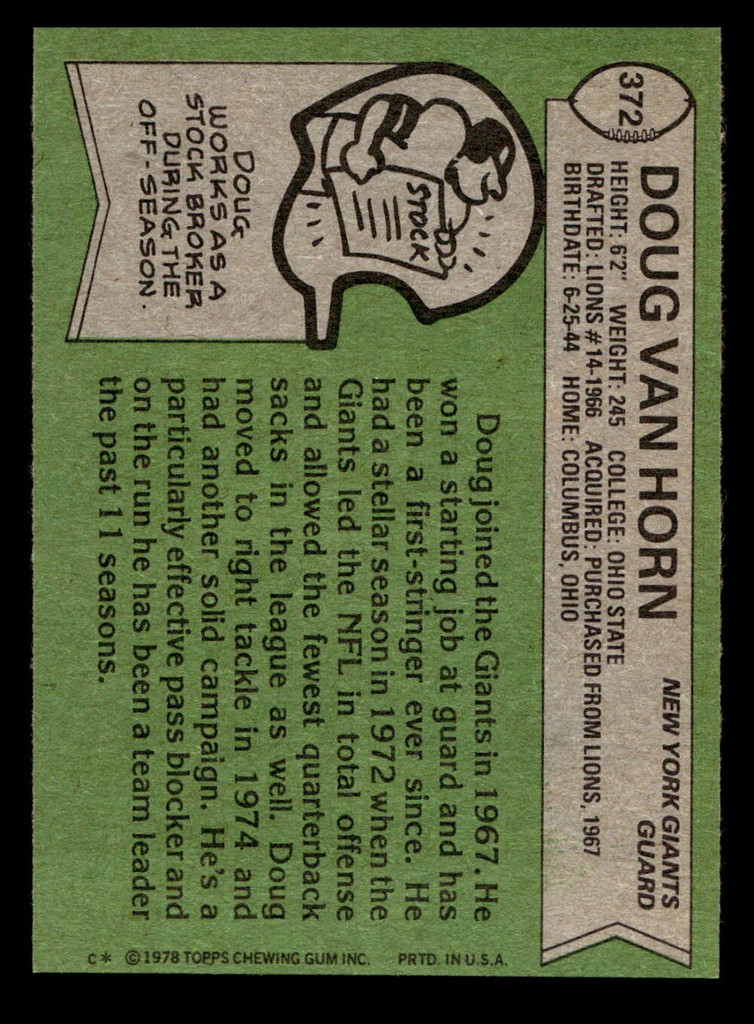 372
DOUG VAN HORN
NEW YORK GIANTS
GUARD
HEIGHT: 6'2" WEIGHT: 245 COLLEGE: OHIO STATE
DRAFTED: LIONS #14-1966 ACQUIRED: PURCHASED FROM LIONS, 1967
BIRTHDATE: 6-25-44 HOME: COLUMBUS, OHIO
STOCK
DOUG
WORKS AS A
STOCK BROKER
DURING THE
OFF-SEASON.
Doug joined the Giants in 1967. He
won a starting job at guard and has
been a first-stringer ever since. He
had a stellar season in 1972 when the
Giants led the NFL in total offense
and allowed the fewest quarterback
sacks in the league as well. Doug
moved to right tackle in 1974 and
had another solid campaign. He's a
particularly effective pass blocker and
on the run he has been a team leader
the past 11 seasons.
C* ©1978 TOPPS CHEWING GUM INC. PRTD. IN U.S.A.